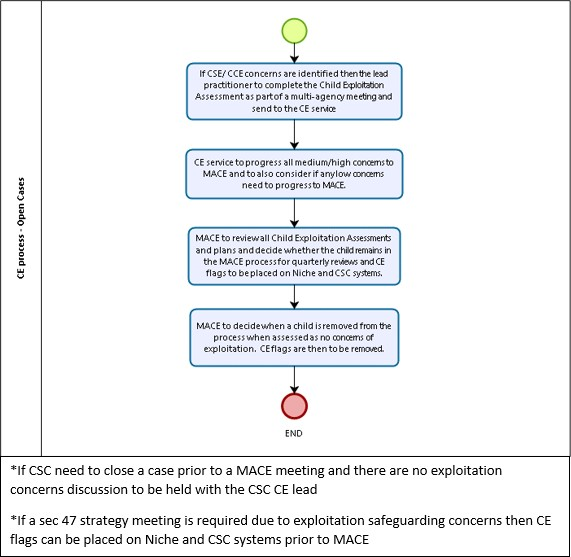 CE process - Open Cases
If CSE/ CCE concerns are identified then the lead
practitioner to complete the Child Exploitation
Assessment as part of a multi-agency meeting and
send to the CE service
CE service to progress all medium/high concerns to
MACE and to also consider if any low concerns
need to progress to MACE.
MACE to review all Child Exploitation Assessments
and plans and decide whether the child remains in
the MACE process for quarterly reviews and CE
flags to be placed on Niche and CSC systems.
MACE to decide when a child is removed from the
process when assessed as no concerns of
exploitation. CE flags are then to be removed.
END
*If CSC need to close a case prior to a MACE meeting and there are no exploitation
concerns discussion to be held with the CSC CE lead
*If a sec 47 strategy meeting is required due to exploitation safeguarding concerns then CE
flags can be placed on Niche and CSC systems prior to MACE